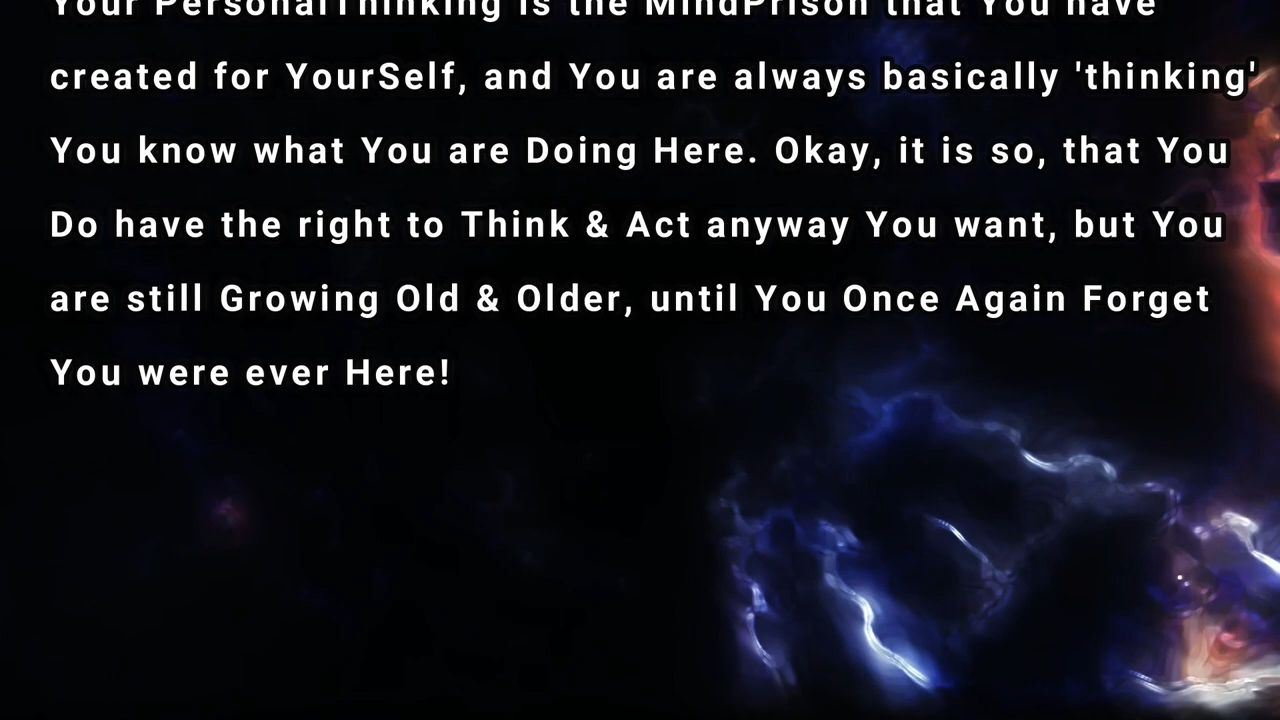 Your PersonalThinking is the MindPrison that You have
created for YourSelf, and You are always basically 'thinking'
You know what You are Doing Here. Okay, it is so, that You
Do have the right to Think & Act anyway You want, but You
are still Growing Old & Older, until You Once Again Forget
You were ever Here!